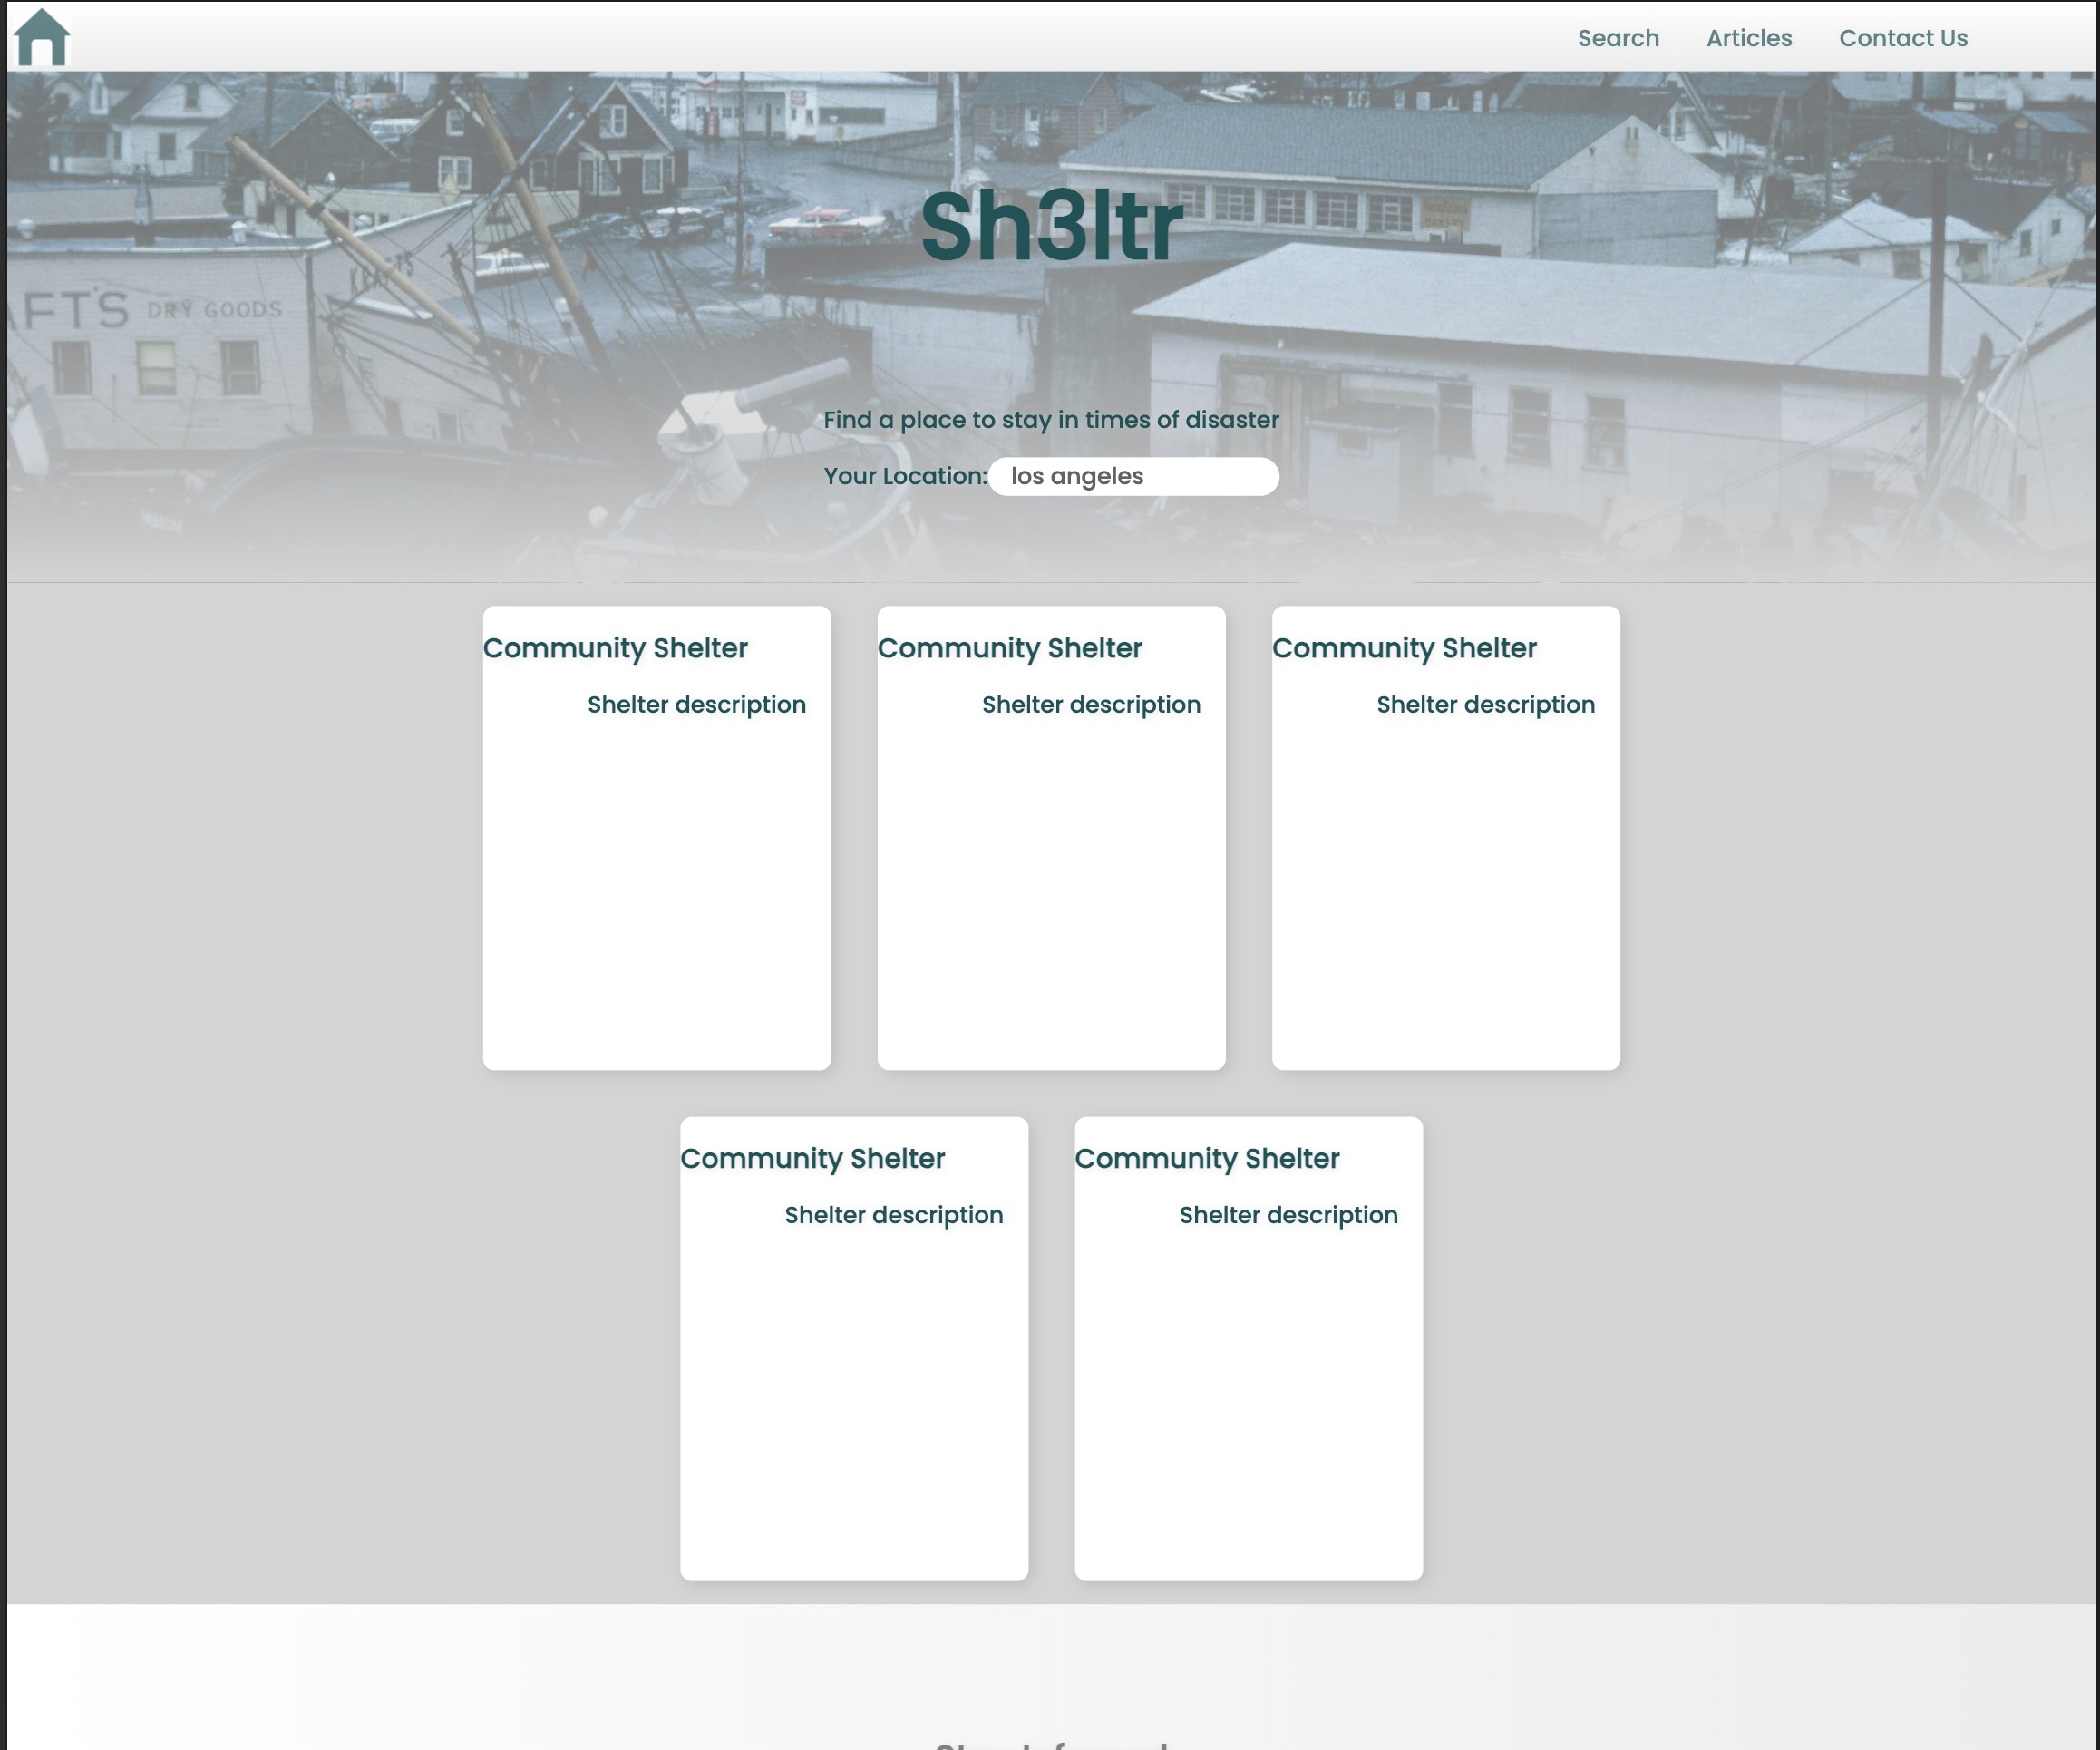 Search Articles Contact Us
Sh3ltr
AFT'S DRY GOODS
Find a place to stay in times of disaster
Your Location: los angeles
Community Shelter Community Shelter Community Shelter
Shelter description Shelter description Shelter description
Community Shelter Community Shelter
Shelter description Shelter description